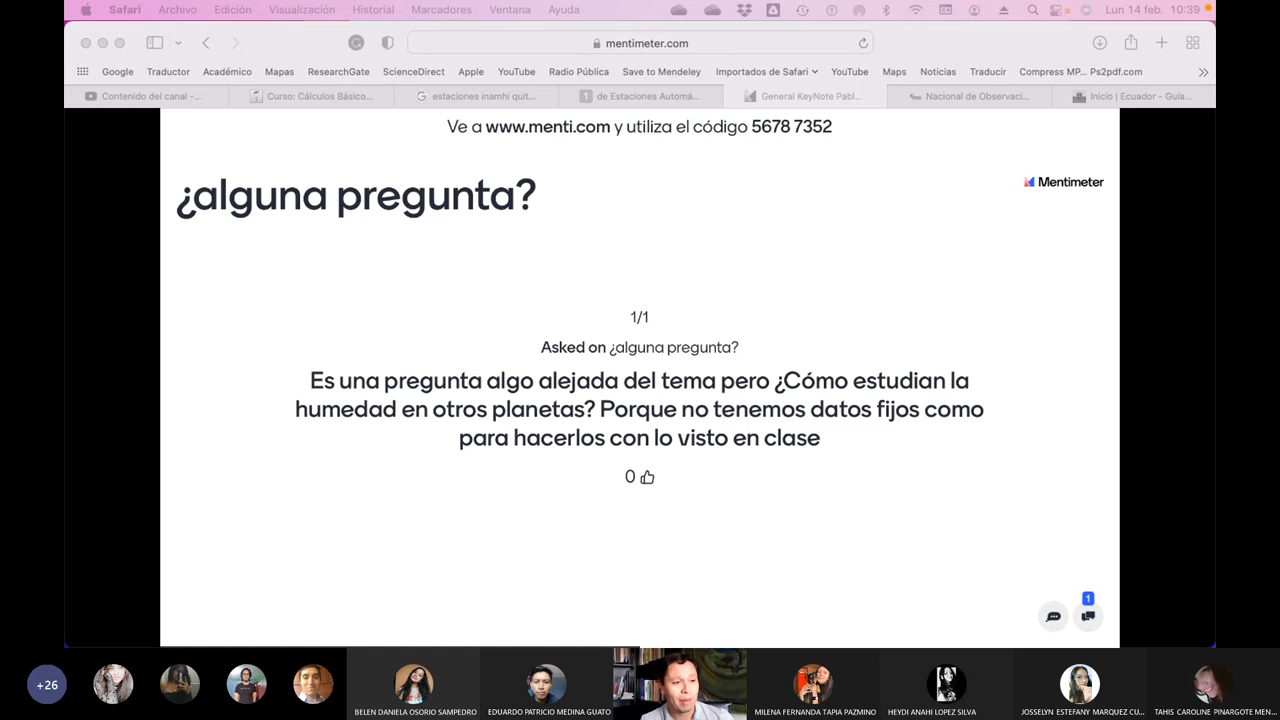 Safari Archivo Edición Visualización Historial Marcadores Ventana Ayuda Lun 14 feb. 10:39
mentimeter.com
Google Traductor Académico Mapas ResearchGate ScienceDirect Apple YouTube Radio Pública Save to Mendeley Importados de Safari YouTube Maps Noticias Traducir Compress MP... Ps2pdf.com
Contenido del canal -... Curso: Cálculos Básico... estaciones inamhi quit... de Estaciones Automá... General KeyNote Pabl... Nacional de Observaci... Inicio | Ecuador - Guía...
Ve a www.menti.com y utiliza el código 5678 7352
¿alguna pregunta?
Mentimeter
1/1
Asked on ¿alguna pregunta?
Es una pregunta algo alejada del tema pero ¿Cómo estudian la
humedad en otros planetas? Porque no tenemos datos fijos como
para hacerlos con lo visto en clase
0
1
+26
BELEN DANIELA OSORIO SAMPEDRO EDUARDO PATRICIO MEDINA GUATO MILENA FERNANDA TAPIA PAZMINO HEYDI ANAHI LOPEZ SILVA JOSSELYN ESTEFANY MARQUEZ CU... TAHIS CAROLINE PINARGOTE MEN...